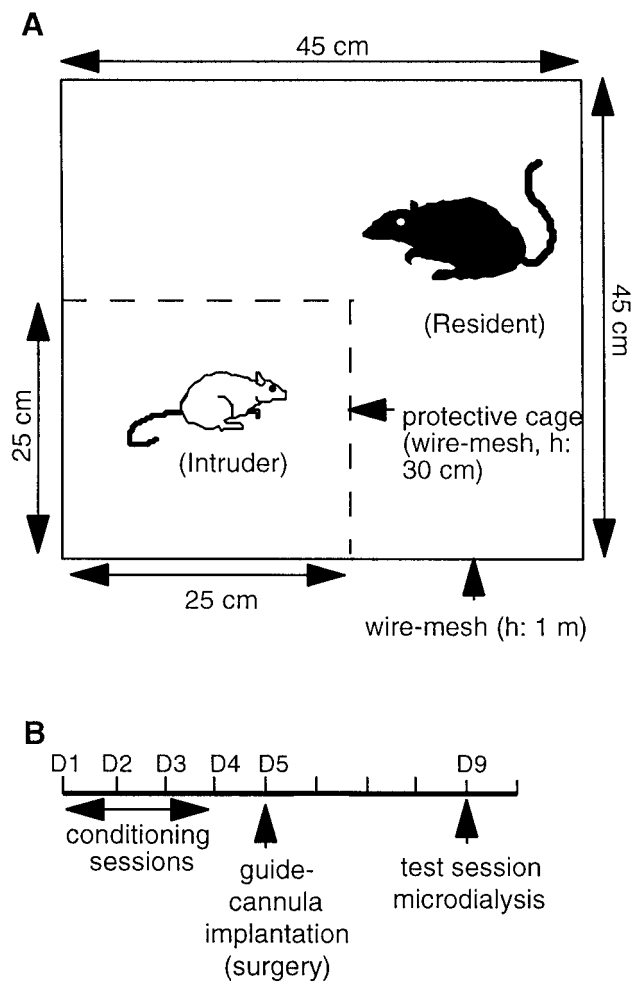 A
45 cm
(Resident)
45 cm
25 cm
protective cage
(wire-mesh, h:
30 cm)
(Intruder)
25 cm
wire-mesh (h: 1 m)
B
D1 D2 D3 D4 D5 D9
conditioning
sessions
guide-
cannula
implantation
(surgery)
test session
microdialysis